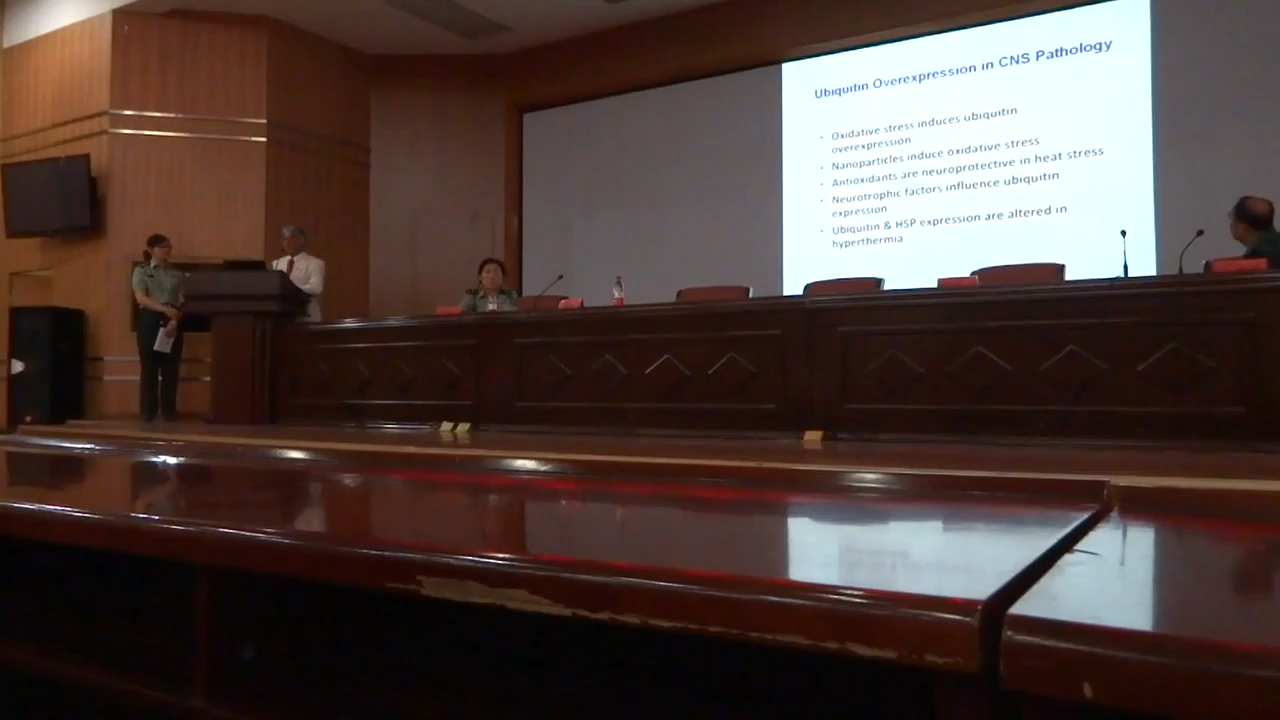 Ubiquitin Overexpression in CNS Pathology
• Oxidative stress induces ubiquitin
overexpression
• Nanoparticles induce oxidative stress
• Antioxidants are neuroprotective in heat stress
• Neurotrophic factors influence ubiquitin
expression
• Ubiquitin & HSP expression are altered in
hyperthermia